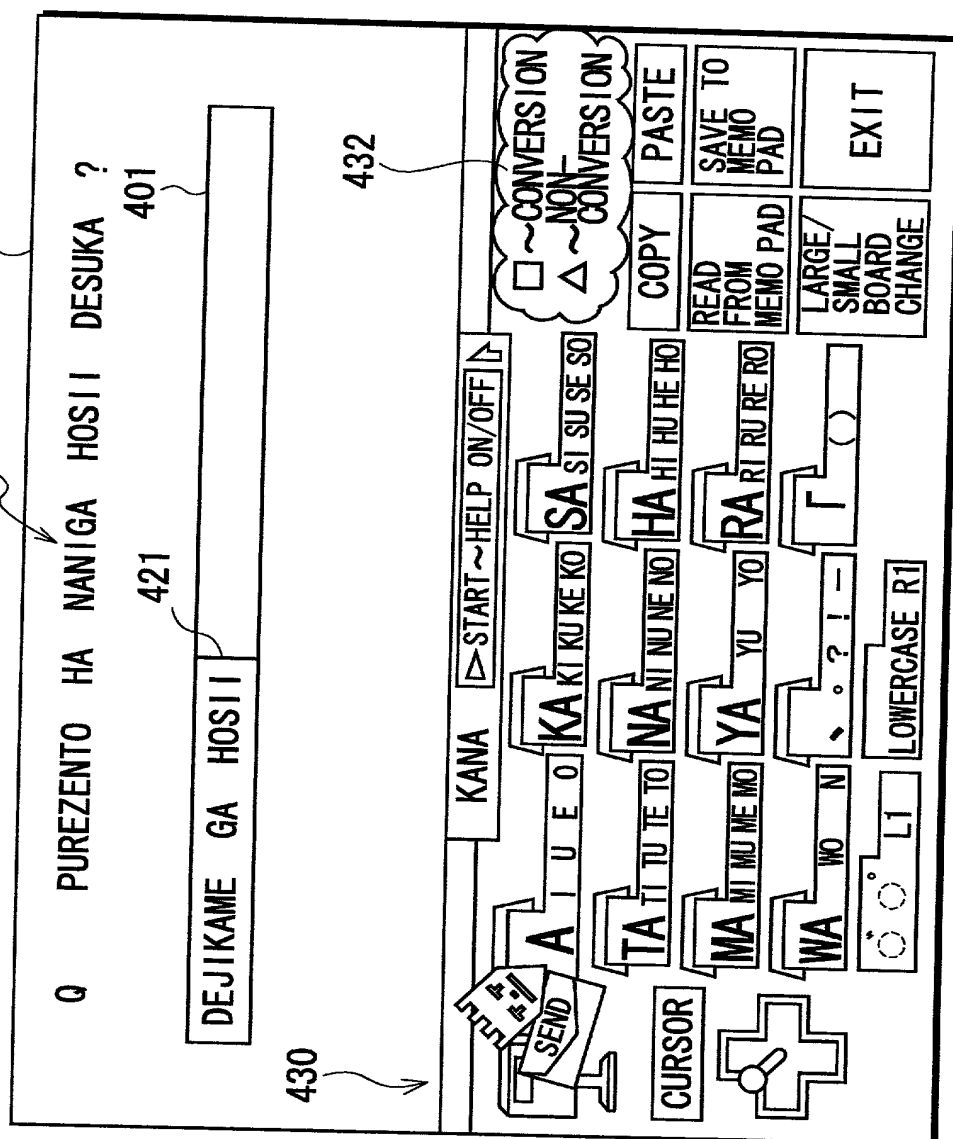 Q PUREZENTO HA NANIGA HOSII DESUKA ?
401
421
DEJIKAME GA HOSII
430
432
KANA
▷START~HELP ON/OFF
□~CONVERSION
△~NON-
CONVERSION
SEND
A I U E O
KA KI KU KE KO
SA SI SU SE SO
COPY
PASTE
TA TI TU TE TO
NA NI NU NE NO
HA HI HU HE HO
READ
FROM
MEMO PAD
SAVE TO
MEMO
PAD
CURSOR
MA MI MU ME MO
YA YU YO
RA RI RU RE RO
LARGE/
SMALL
BOARD
CHANGE
EXIT
WA WO N
、 。 ? ! —
「 ( )
゛ ゜ L1
LOWERCASE R1